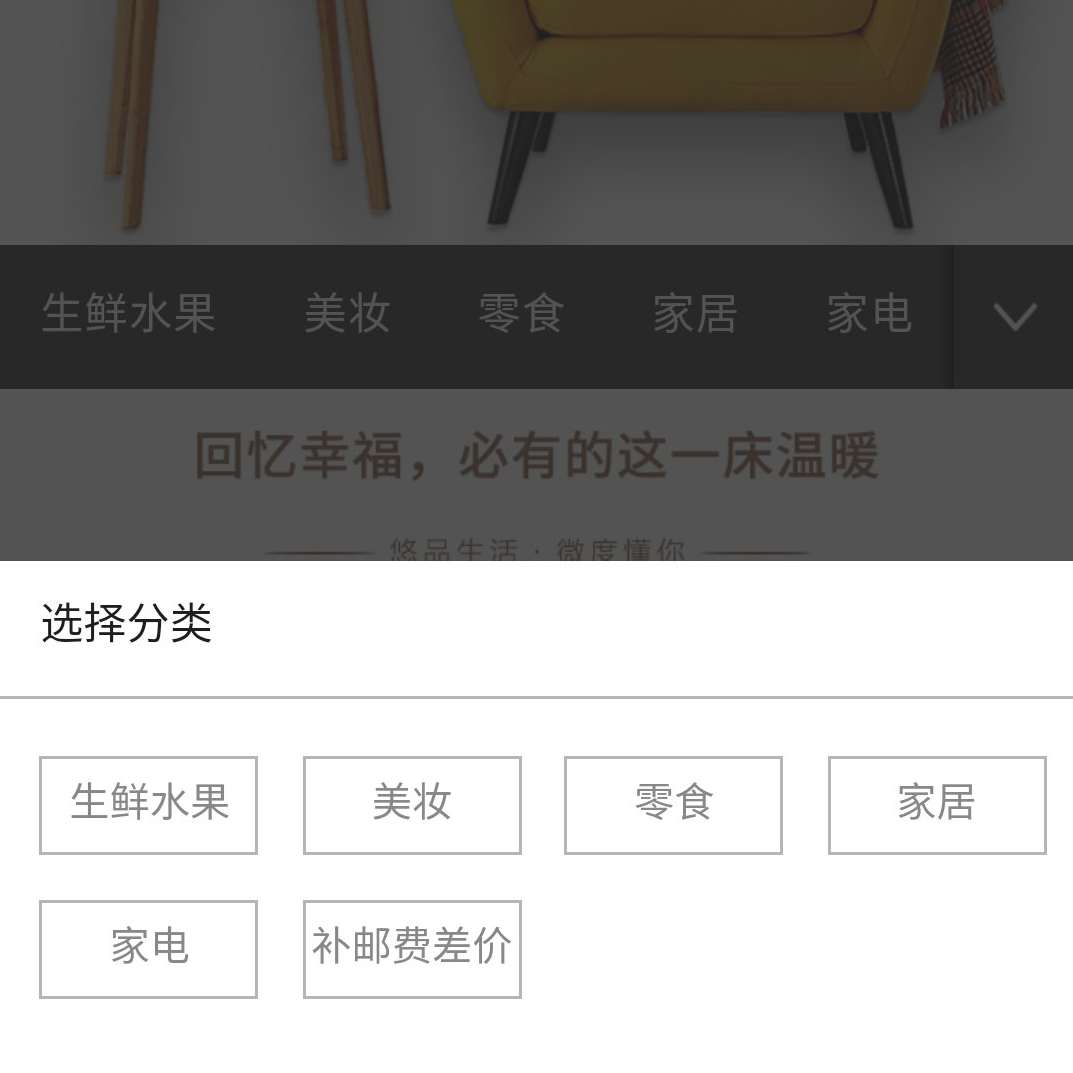 生鲜水果 美妆 零食 家居 家电
回忆幸福，必有的这一床温暖
悠品生活 · 微度懂你
选择分类
生鲜水果 美妆 零食 家居
家电 补邮费差价